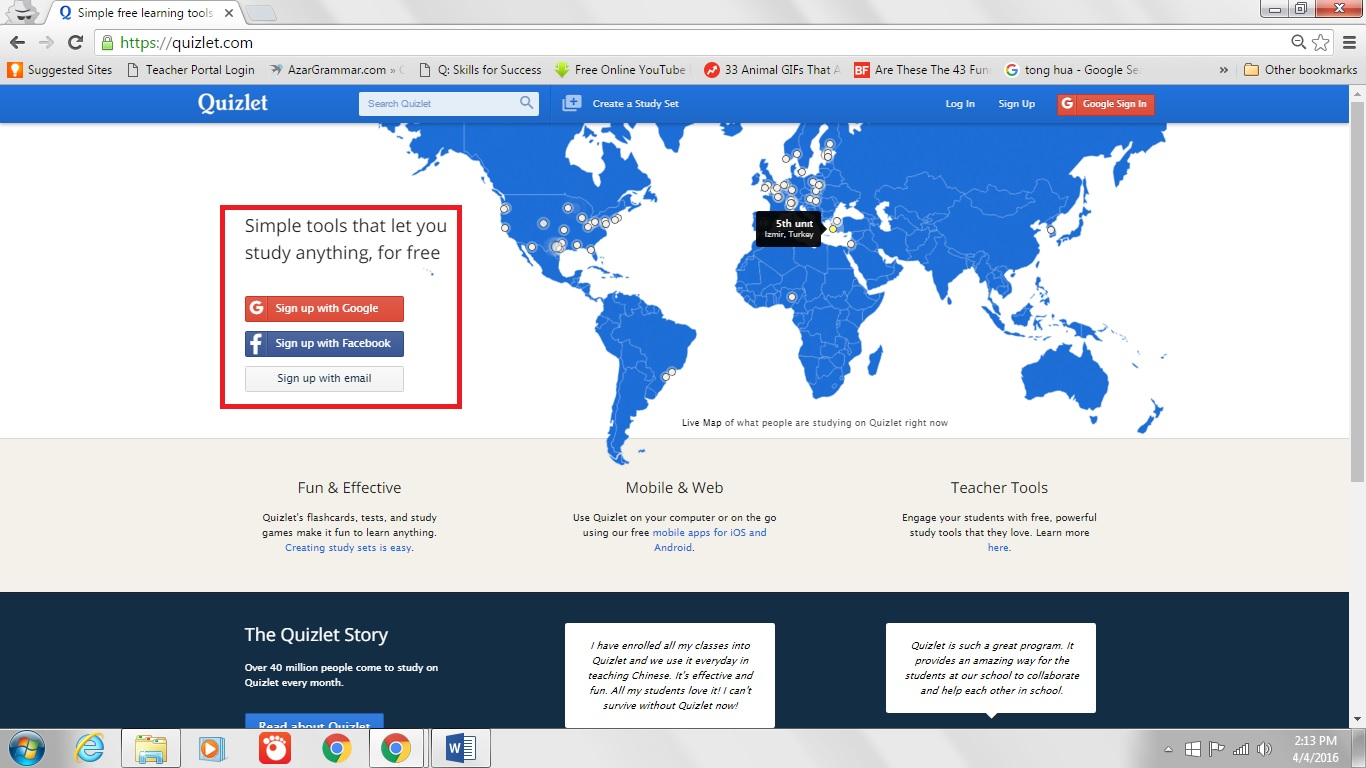 Simple free learning tools
https://quizlet.com
Suggested Sites
Teacher Portal Login
AzarGrammar.com »
Q: Skills for Success
Free Online YouTube
33 Animal GIFs That A
BF Are These The 43 Fun
tong hua - Google Se
»
Other bookmarks
Quizlet
Search Quizlet
Create a Study Set
Log In
Sign Up
G Google Sign In
Simple tools that let you
study anything, for free
G Sign up with Google
f Sign up with Facebook
Sign up with email
5th unit
Izmir, Turkey
Live Map of what people are studying on Quizlet right now
Fun & Effective
Quizlet's flashcards, tests, and study
games make it fun to learn anything.
Creating study sets is easy.
Mobile & Web
Use Quizlet on your computer or on the go
using our free mobile apps for iOS and
Android.
Teacher Tools
Engage your students with free, powerful
study tools that they love. Learn more
here.
The Quizlet Story
Over 40 million people come to study on
Quizlet every month.
Read about Quizlet
I have enrolled all my classes into
Quizlet and we use it everyday in
teaching Chinese. It's effective and
fun. All my students love it! I can't
survive without Quizlet now!
Quizlet is such a great program. It
provides an amazing way for the
students at our school to collaborate
and help each other in school.
2:13 PM
4/4/2016